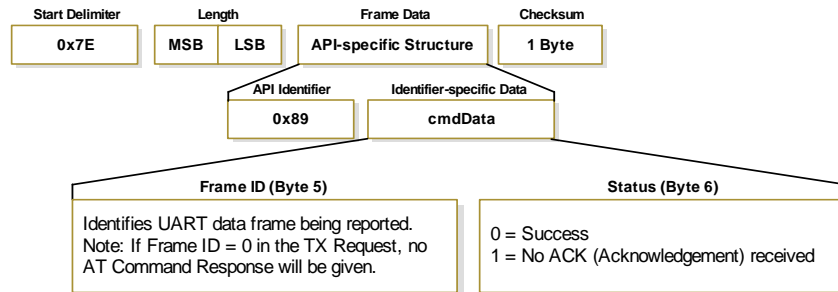 Start Delimiter Length Frame Data Checksum
0x7E MSB LSB API-specific Structure 1 Byte
API Identifier Identifier-specific Data
0x89 cmdData
Frame ID (Byte 5)
Identifies UART data frame being reported.
Note: If Frame ID = 0 in the TX Request, no
AT Command Response will be given.
Status (Byte 6)
0 = Success
1 = No ACK (Acknowledgement) received